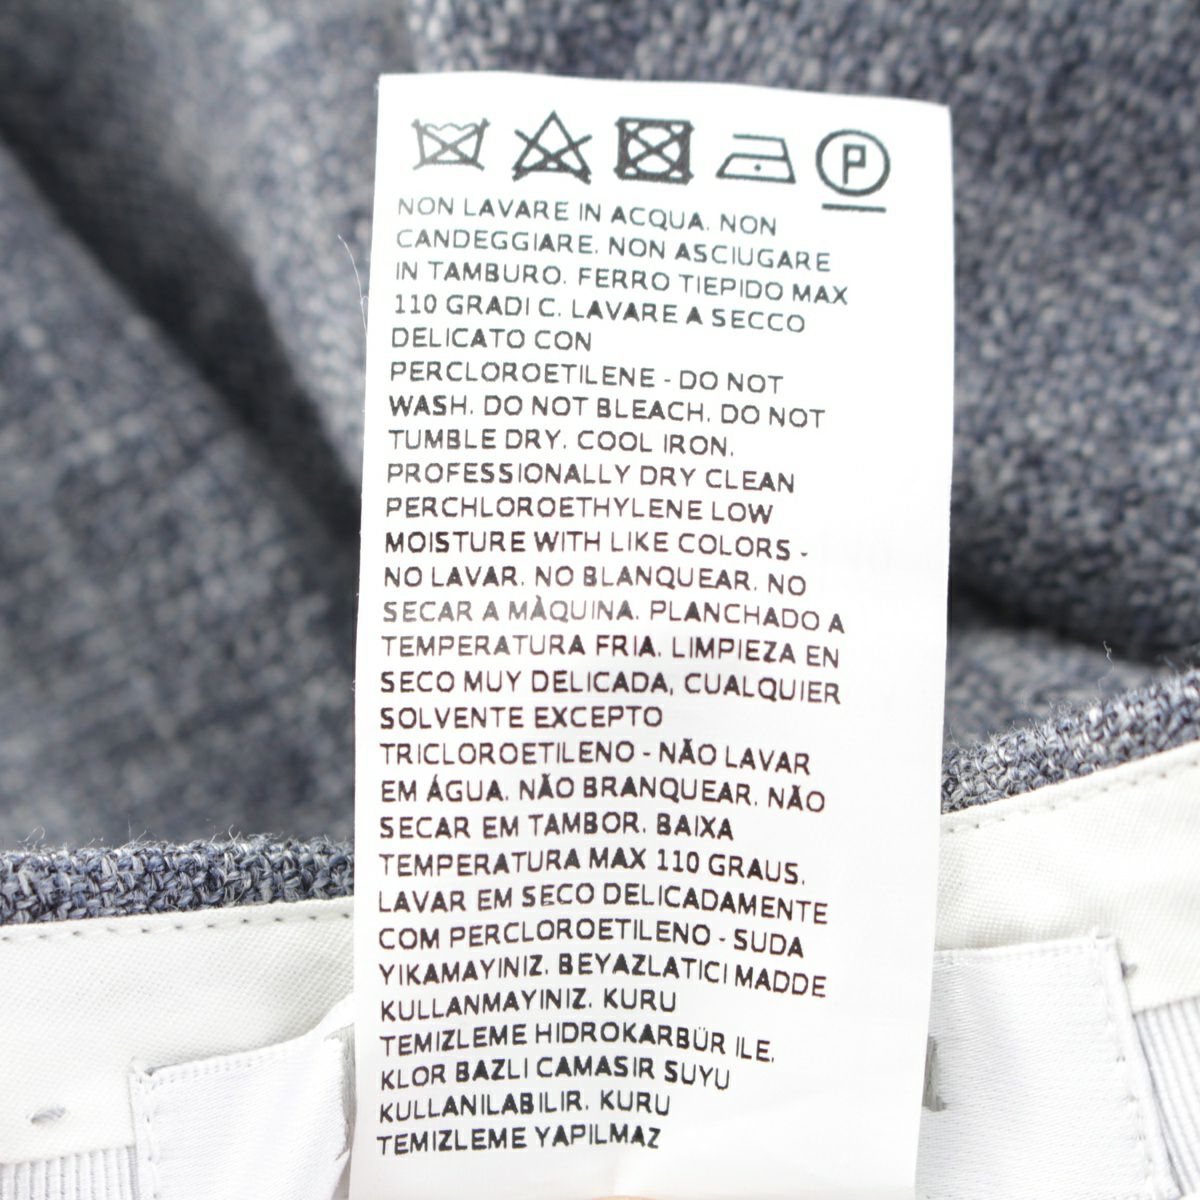 P
NON LAVARE IN ACQUA. NON
CANDEGGIARE. NON ASCIUGARE
IN TAMBURO. FERRO TIEPIDO MAX
110 GRADI C. LAVARE A SECCO
DELICATO CON
PERCLOROETILENE - DO NOT
WASH. DO NOT BLEACH. DO NOT
TUMBLE DRY. COOL IRON.
PROFESSIONALLY DRY CLEAN
PERCHLOROETHYLENE LOW
MOISTURE WITH LIKE COLORS -
NO LAVAR. NO BLANQUEAR. NO
SECAR A MÀQUINA. PLANCHADO A
TEMPERATURA FRIA. LIMPIEZA EN
SECO MUY DELICADA, CUALQUIER
SOLVENTE EXCEPTO
TRICLOROETILENO - NÃO LAVAR
EM ÁGUA. NÃO BRANQUEAR. NÃO
SECAR EM TAMBOR. BAIXA
TEMPERATURA MAX 110 GRAUS.
LAVAR EM SECO DELICADAMENTE
COM PERCLOROETILENO - SUDA
YIKAMAYINIZ. BEYAZLATICI MADDE
KULLANMAYINIZ. KURU
TEMIZLEME HIDROKARBÜR ILE.
KLOR BAZLI CAMASIR SUYU
KULLANILABILIR. KURU
TEMIZLEME YAPILMAZ